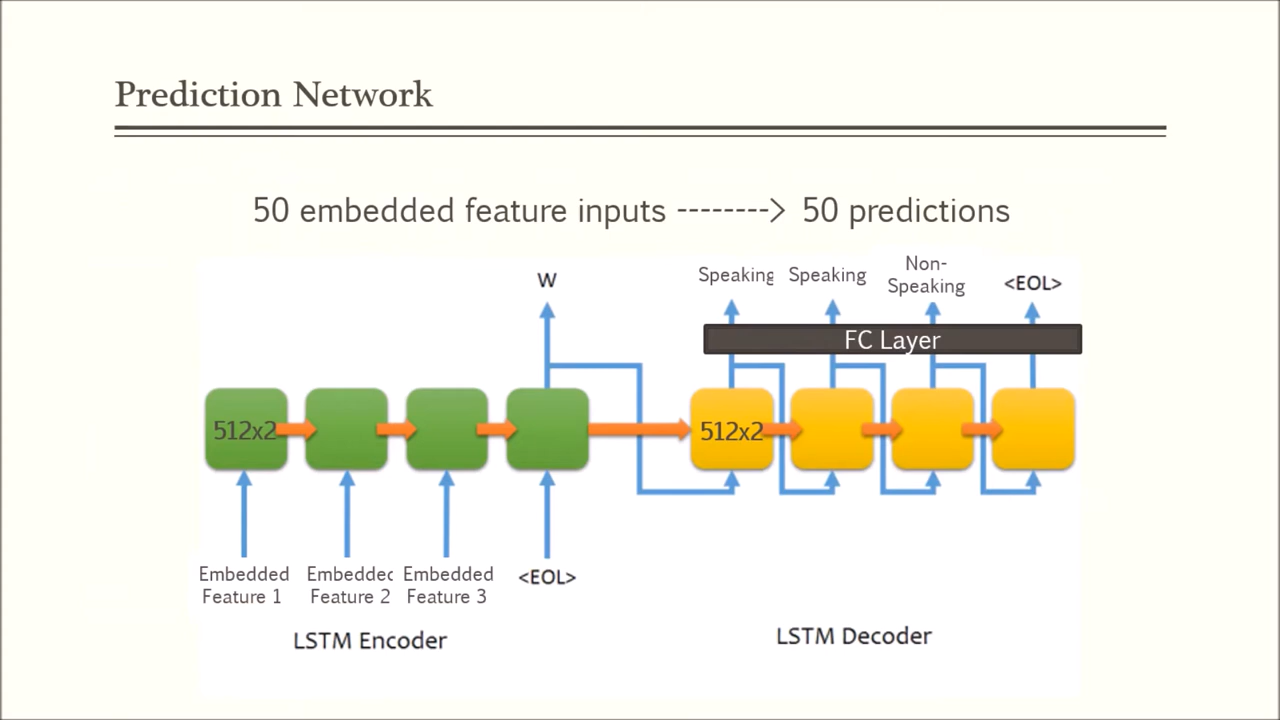 Prediction Network
50 embedded feature inputs --------> 50 predictions
W
Speaking
Speaking
Non-
Speaking
<EOL>
FC Layer
512x2
512x2
Embedded
Feature 1
Embedded
Feature 2
Embedded
Feature 3
<EOL>
LSTM Encoder
LSTM Decoder